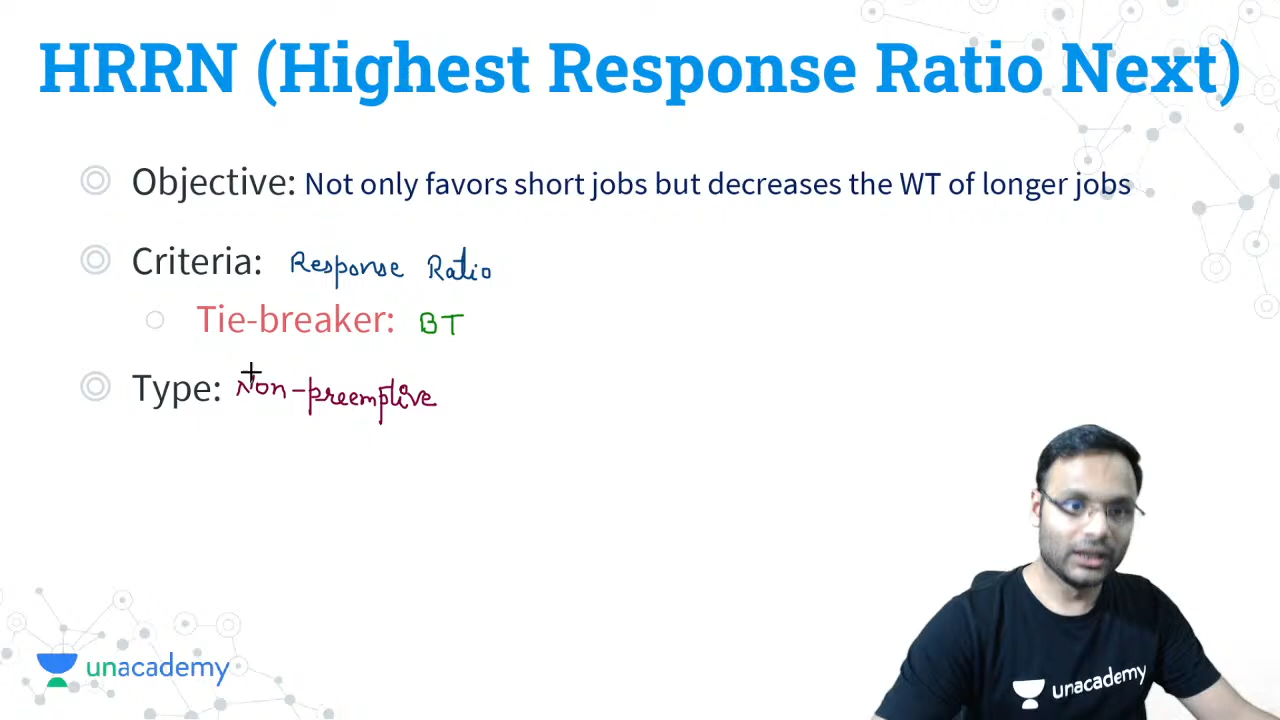 HRRN (Highest Response Ratio Next)
Objective: Not only favors short jobs but decreases the WT of longer jobs
Criteria: Response Ratio
Tie-breaker: BT
Type: Non-preemptive
unacademy
unacademy